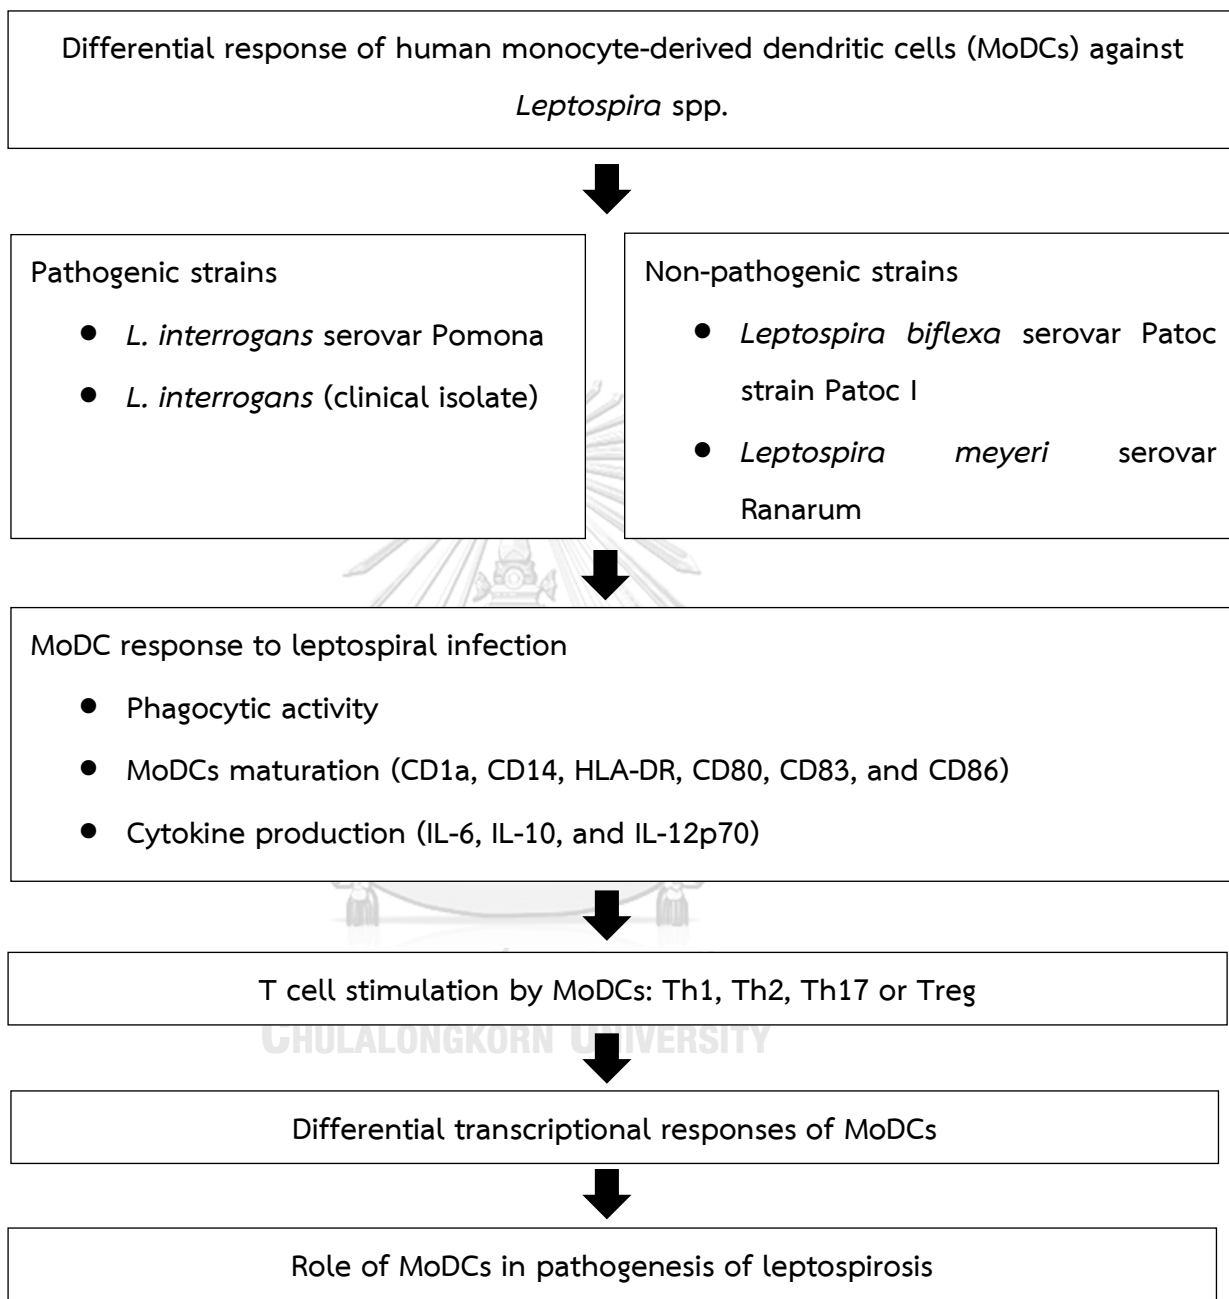 Differential response of human monocyte-derived dendritic cells (MoDCs) against
Leptospira spp.
Pathogenic strains
● L. interrogans serovar Pomona
● L. interrogans (clinical isolate)
Non-pathogenic strains
● Leptospira biflexa serovar Patoc
strain Patoc I
● Leptospira meyeri serovar
Ranarum
MoDC response to leptospiral infection
● Phagocytic activity
● MoDCs maturation (CD1a, CD14, HLA-DR, CD80, CD83, and CD86)
● Cytokine production (IL-6, IL-10, and IL-12p70)
T cell stimulation by MoDCs: Th1, Th2, Th17 or Treg
CHULALONGKORN UNIVERSITY
Differential transcriptional responses of MoDCs
Role of MoDCs in pathogenesis of leptospirosis